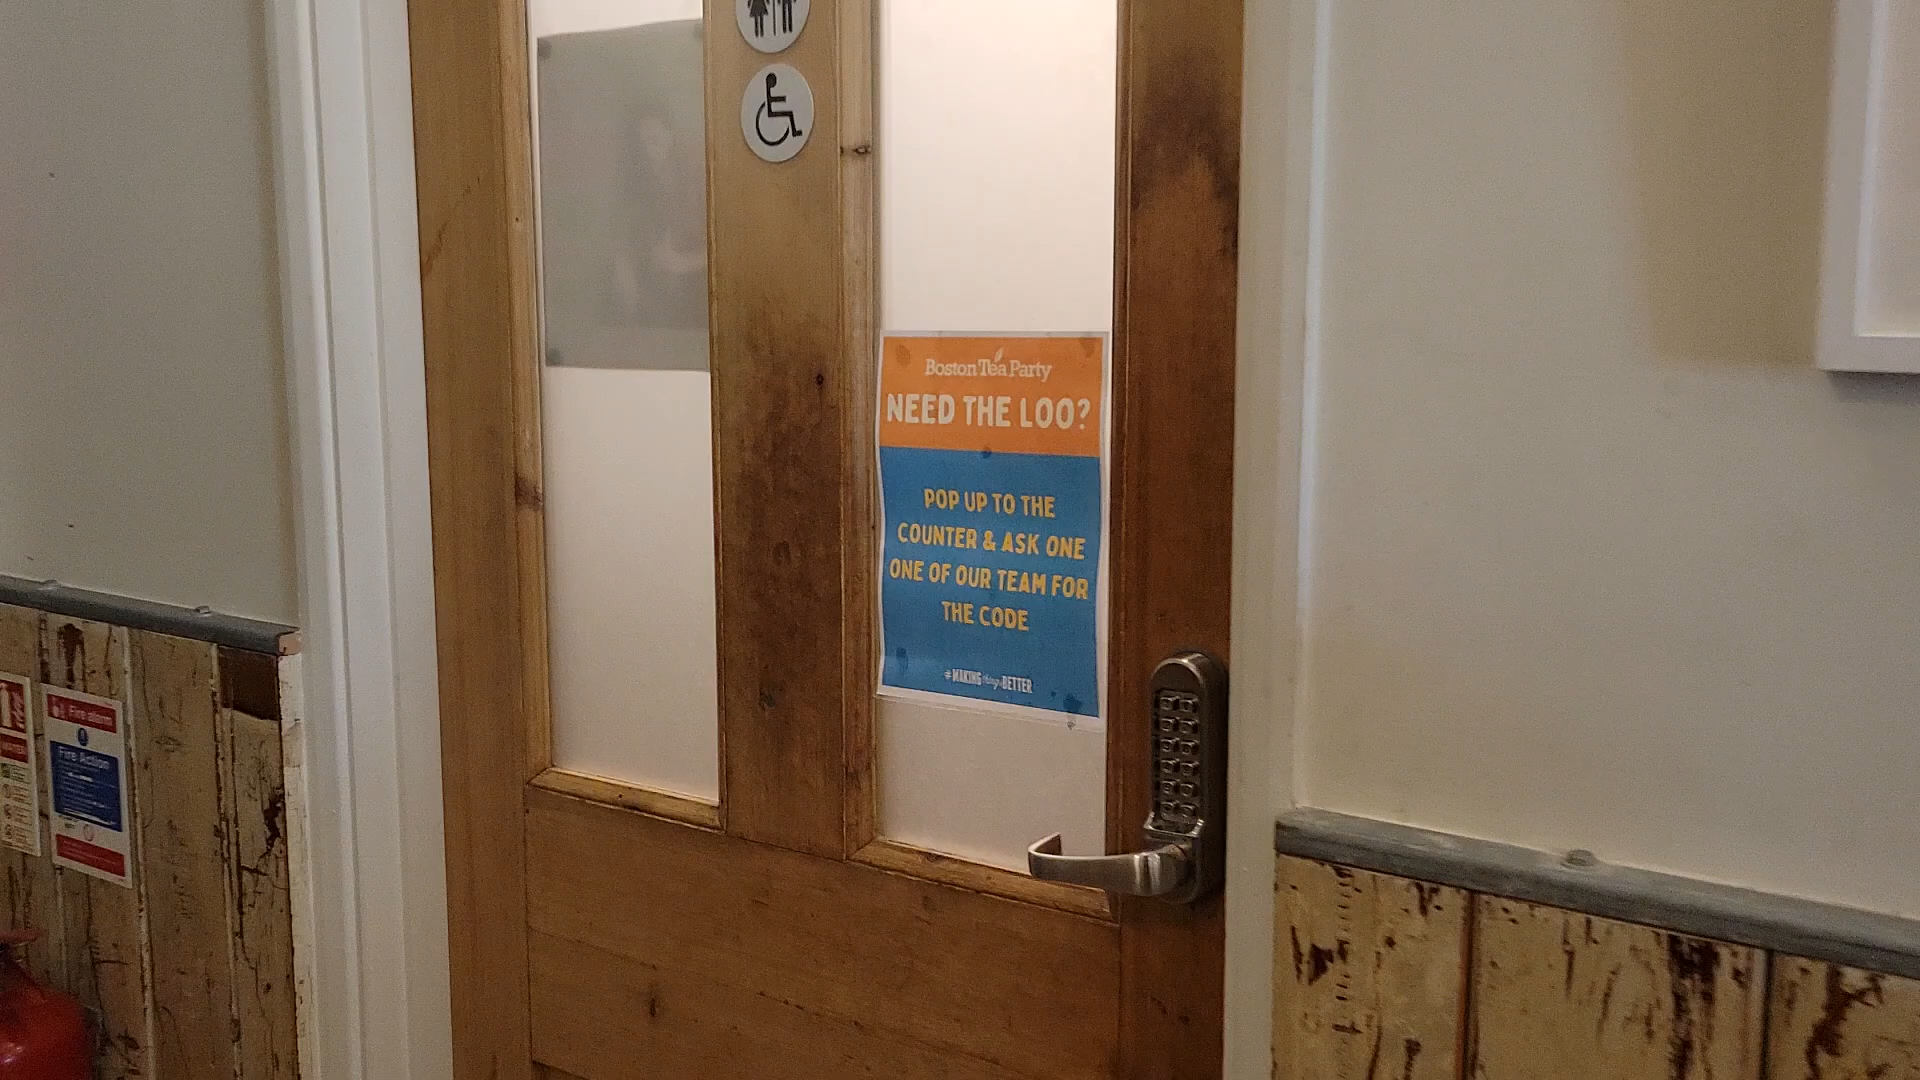 Boston Tea Party
NEED THE LOO?
POP UP TO THE
COUNTER & ASK ONE
ONE OF OUR TEAM FOR
THE CODE
#MAKING things BETTER
Fire alarm
Fire Action
WATER